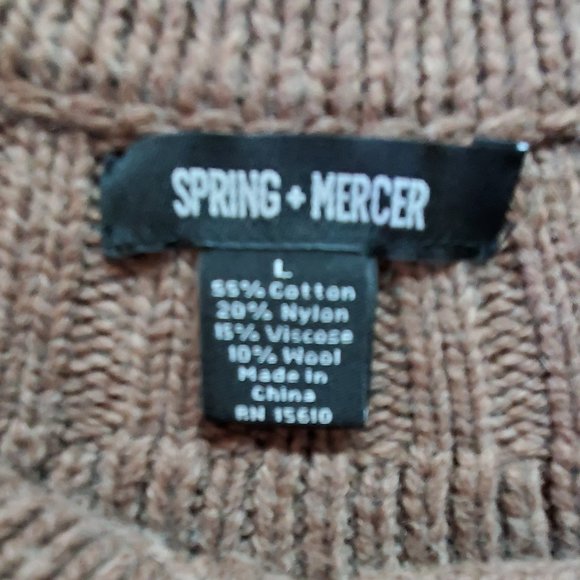 SPRING + MERCER
L
55% Cotton
20% Nylon
15% Viscose
10% Wool
Made in
China
RN 15610